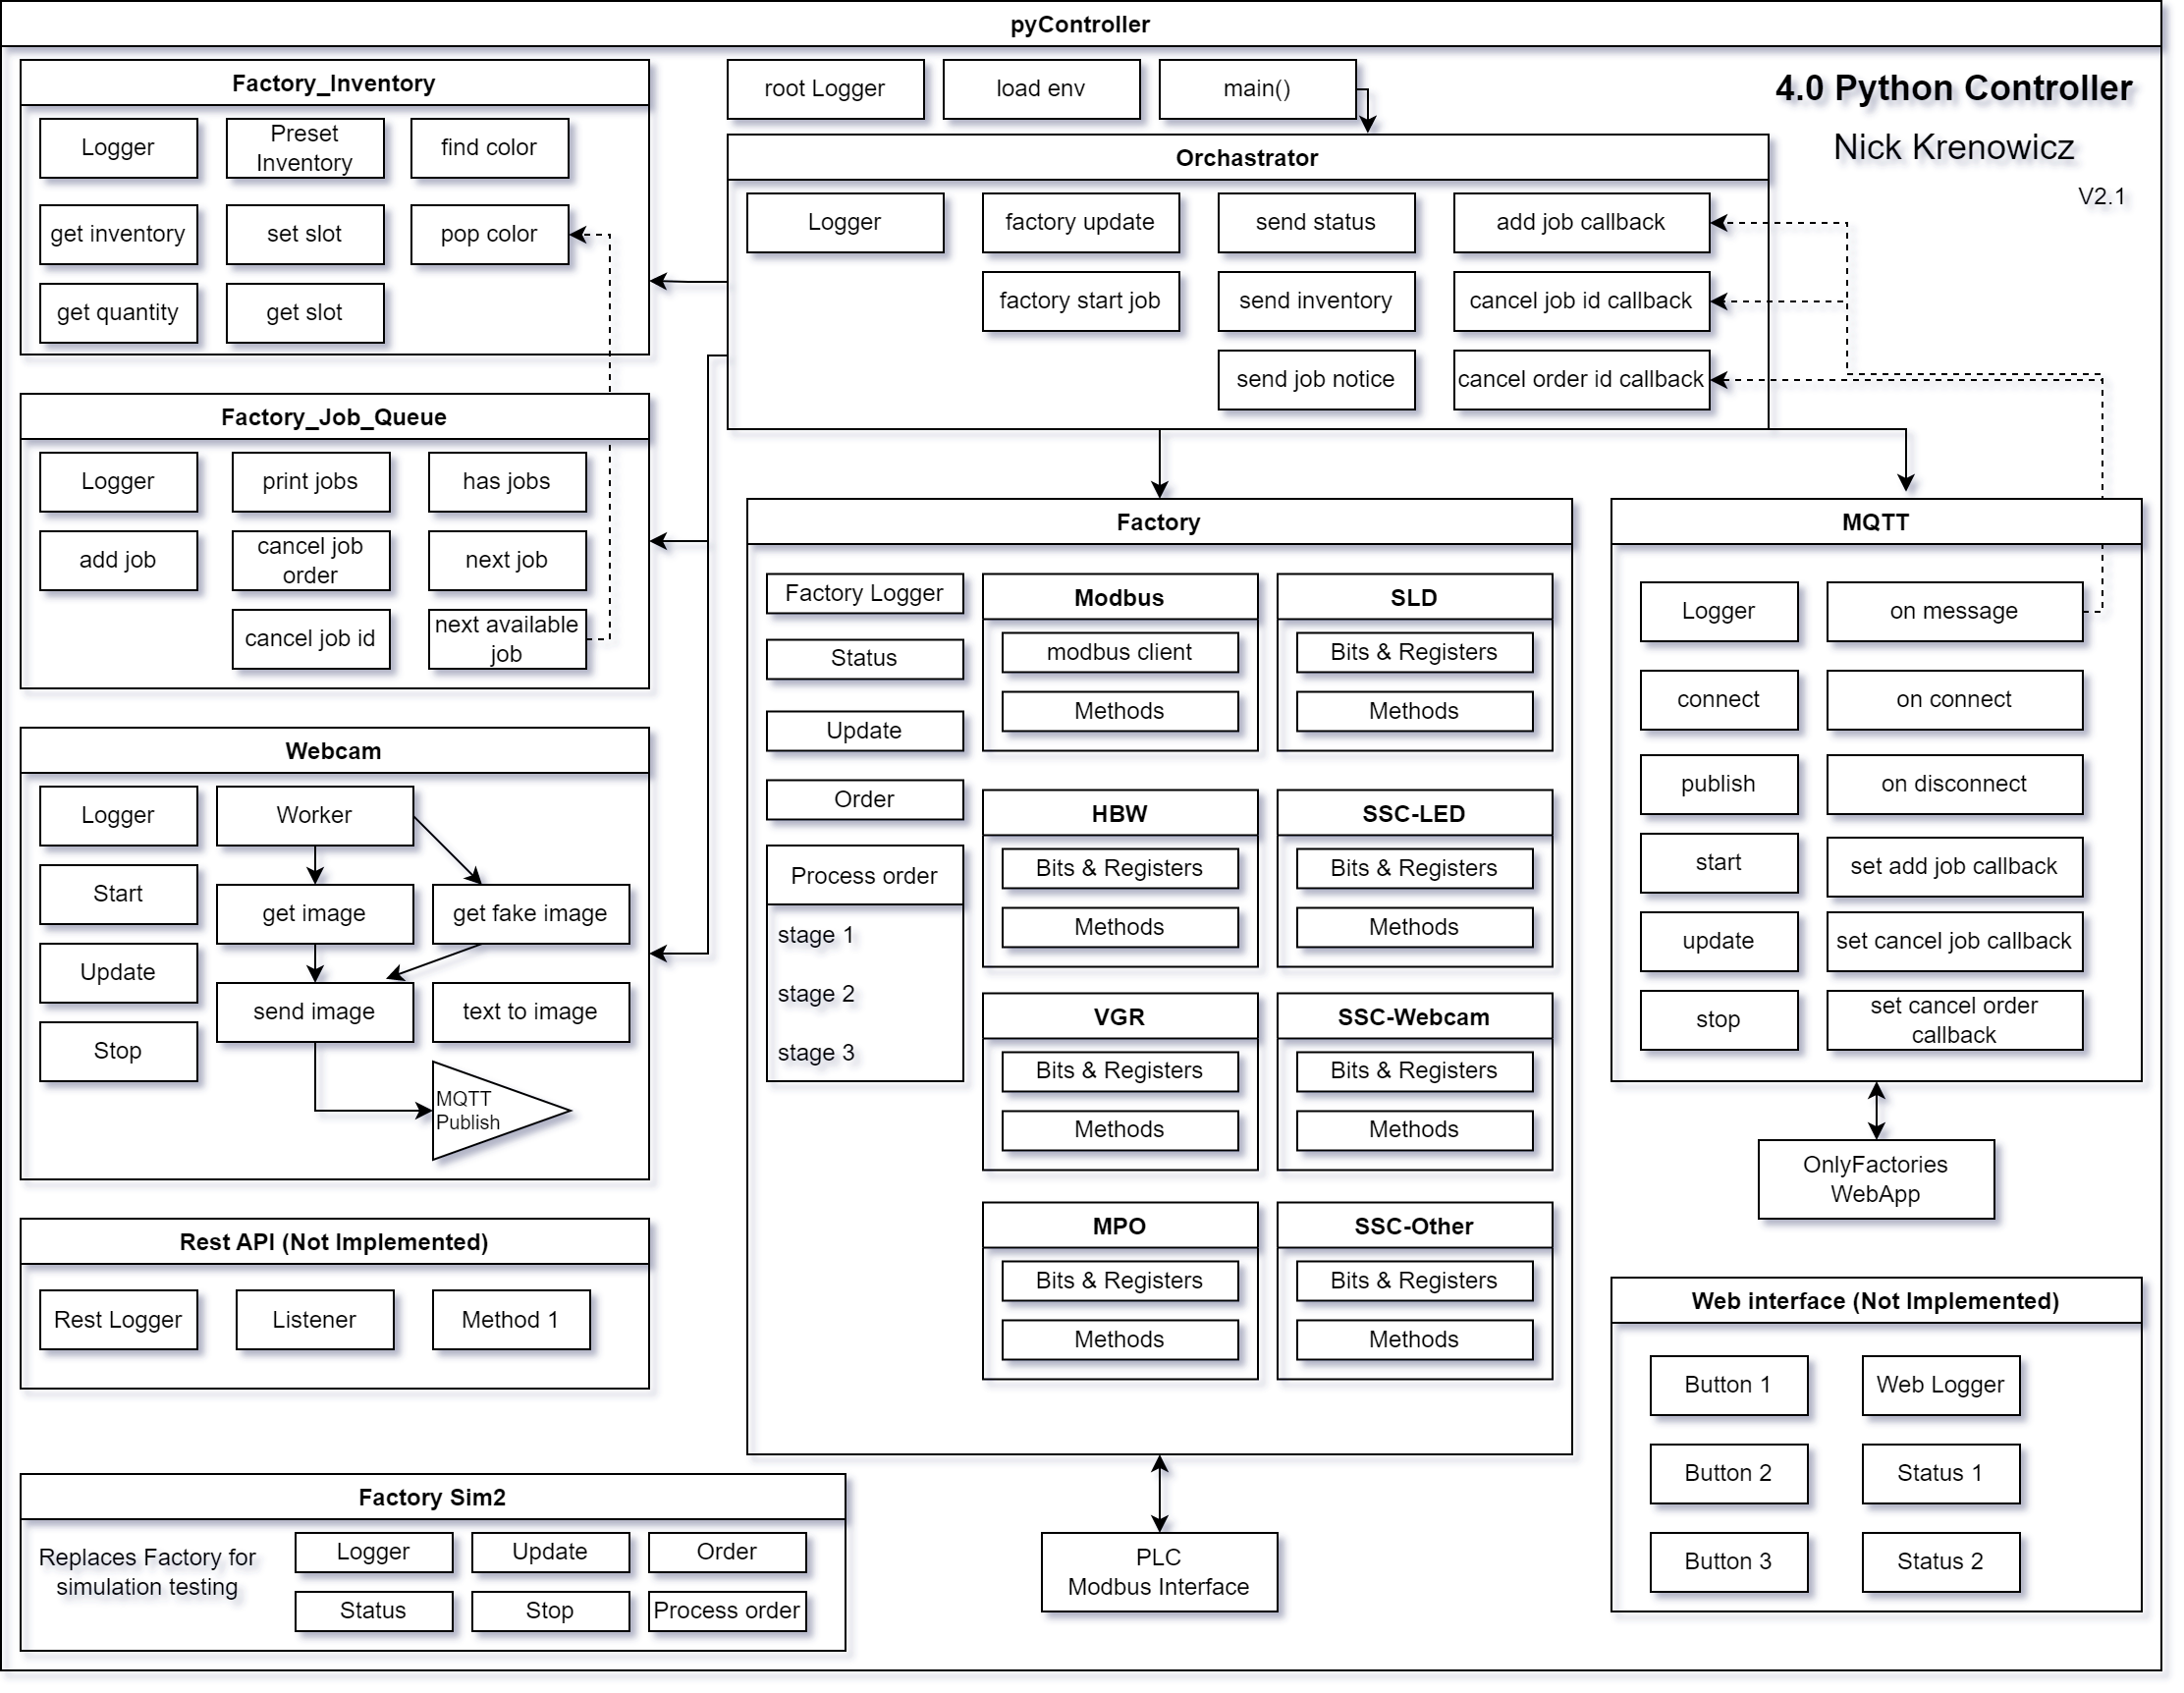 pyController
4.0 Python Controller
Nick Krenowicz
V2.1
root Logger
load env
main()
Factory_Inventory
Logger
Preset
Inventory
find color
get inventory
set slot
pop color
get quantity
get slot
Orchastrator
Logger
factory update
send status
add job callback
factory start job
send inventory
cancel job id callback
send job notice
cancel order id callback
Factory_Job_Queue
Logger
print jobs
has jobs
add job
cancel job
order
next job
cancel job id
next available
job
Webcam
Logger
Worker
Start
get image
get fake image
Update
send image
text to image
Stop
MQTT
Publish
Rest API (Not Implemented)
Rest Logger
Listener
Method 1
Factory Sim2
Replaces Factory for
simulation testing
Logger
Update
Order
Status
Stop
Process order
Factory
Factory Logger
Status
Update
Order
Process order
stage 1
stage 2
stage 3
Modbus
modbus client
Methods
SLD
Bits & Registers
Methods
HBW
Bits & Registers
Methods
SSC-LED
Bits & Registers
Methods
VGR
Bits & Registers
Methods
SSC-Webcam
Bits & Registers
Methods
MPO
Bits & Registers
Methods
SSC-Other
Bits & Registers
Methods
PLC
Modbus Interface
MQTT
Logger
on message
connect
on connect
publish
on disconnect
start
set add job callback
update
set cancel job callback
stop
set cancel order
callback
OnlyFactories
WebApp
Web interface (Not Implemented)
Button 1
Web Logger
Button 2
Status 1
Button 3
Status 2